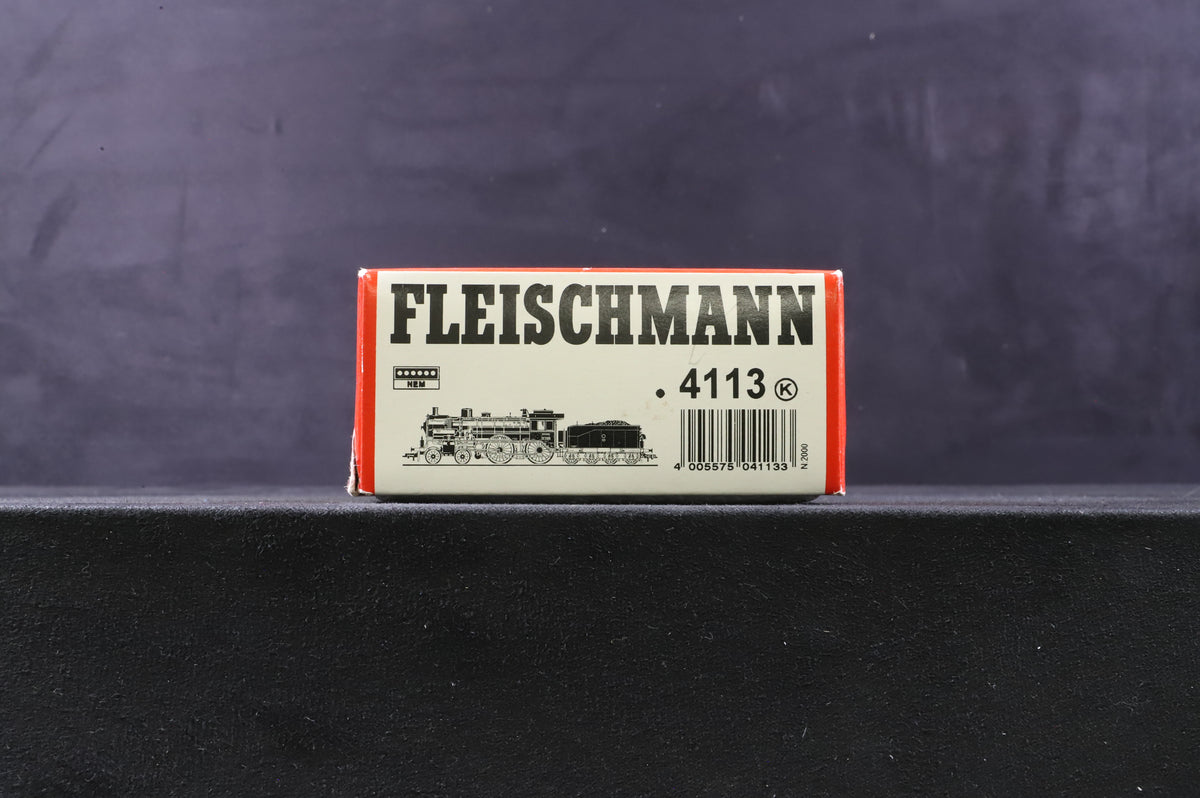 FLEISCHMANN
NEM
. 4113 K
4 005575 041133
N 2000